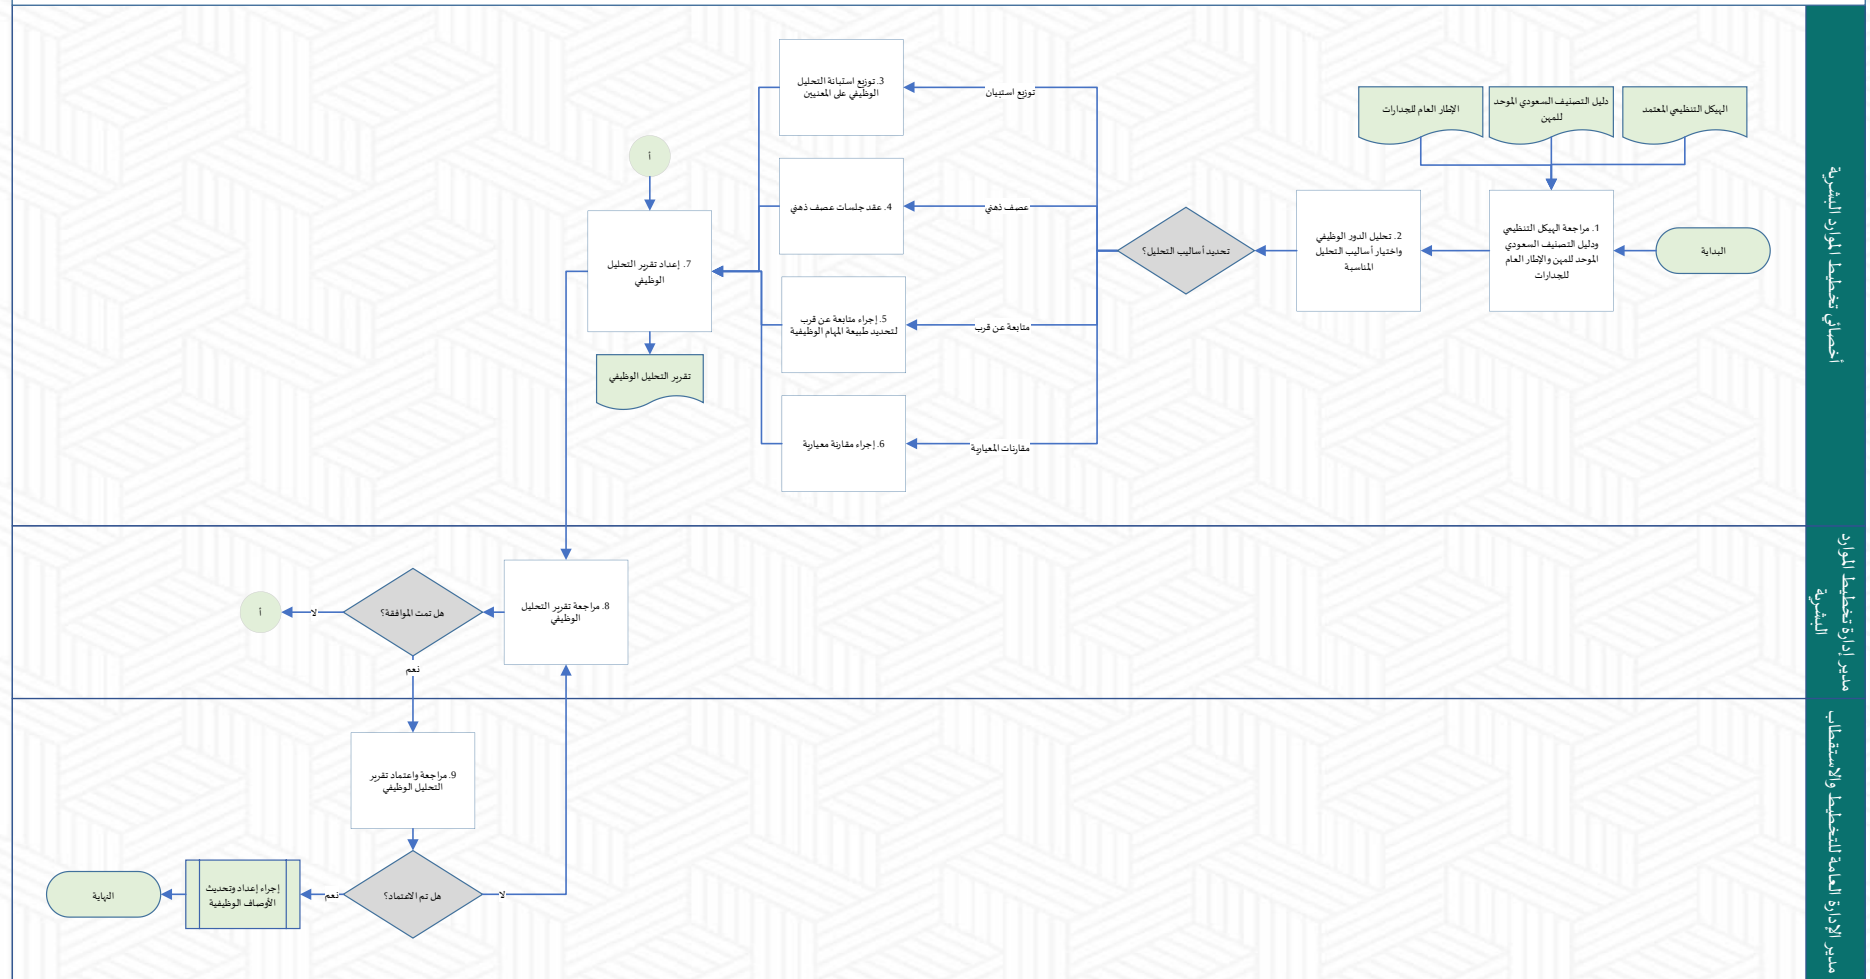 أخصائي تخطيط الموارد البشرية
الهيكل التنظيمي المعتمد
دليل التصنيف السعودي الموحد
للمهن
الإطار العام للجدارات
البداية
1. مراجعة الهيكل التنظيمي
ودليل التصنيف السعودي
الموحد للمهن والإطار العام
للجدارات
2. تحليل الدور الوظيفي
واختيار أساليب التحليل
المناسبة
تحديد أساليب التحليل؟
توزيع استبيان
عصف ذهني
متابعة عن قرب
مقارنات المعيارية
3. توزيع استبانة التحليل
الوظيفي على المعنيين
4. عقد جلسات عصف ذهني
5. إجراء متابعة عن قرب
لتحديد طبيعة المهام الوظيفية
6. إجراء مقارنة معيارية
أ
7. إعداد تقرير التحليل
الوظيفي
تقرير التحليل الوظيفي
مدير إدارة تخطيط الموارد
البشرية
8. مراجعة تقرير التحليل
الوظيفي
هل تمت الموافقة؟
لا
أ
نعم
مدير الإدارة العامة للتخطيط والاستقطاب
9. مراجعة واعتماد تقرير
التحليل الوظيفي
هل تم الاعتماد؟
لا
نعم
إجراء إعداد وتحديث
الأوصاف الوظيفية
النهاية